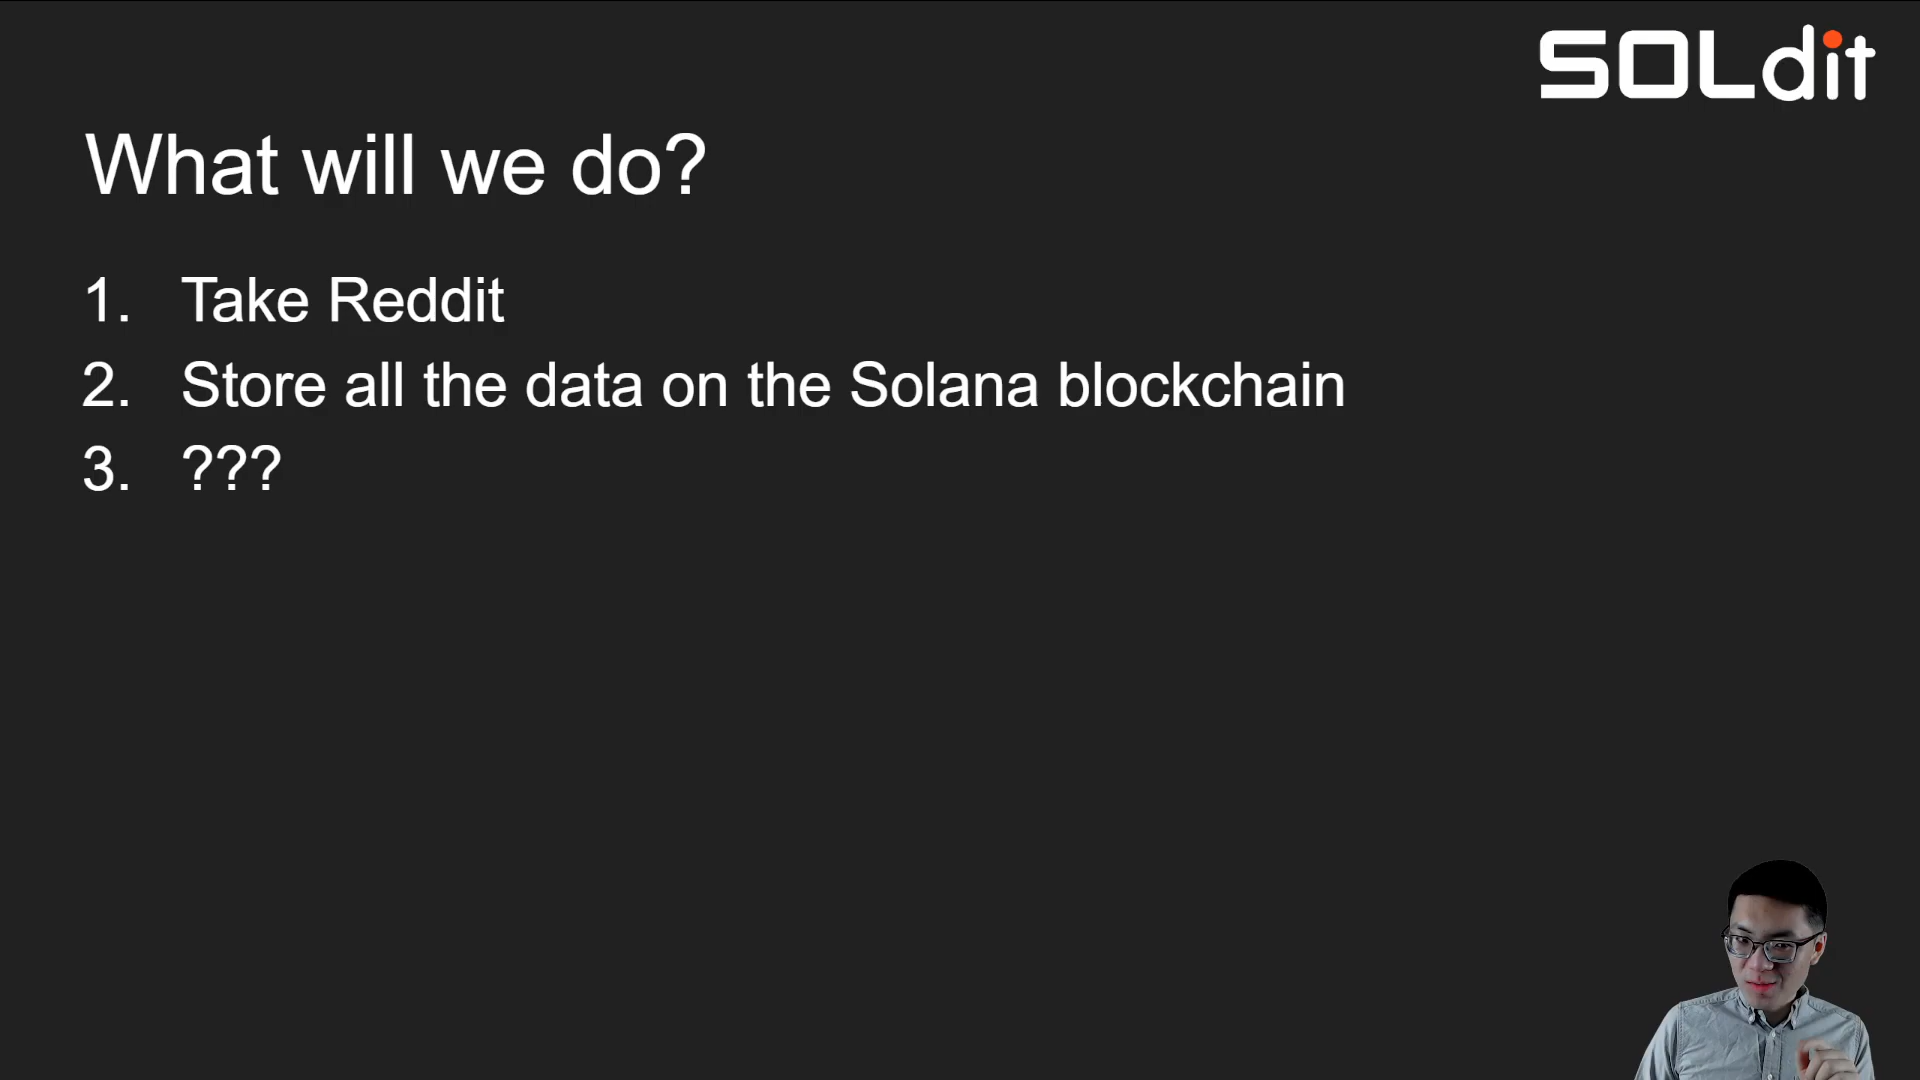 SOLdit
What will we do?
1. Take Reddit
2. Store all the data on the Solana blockchain
3. ???